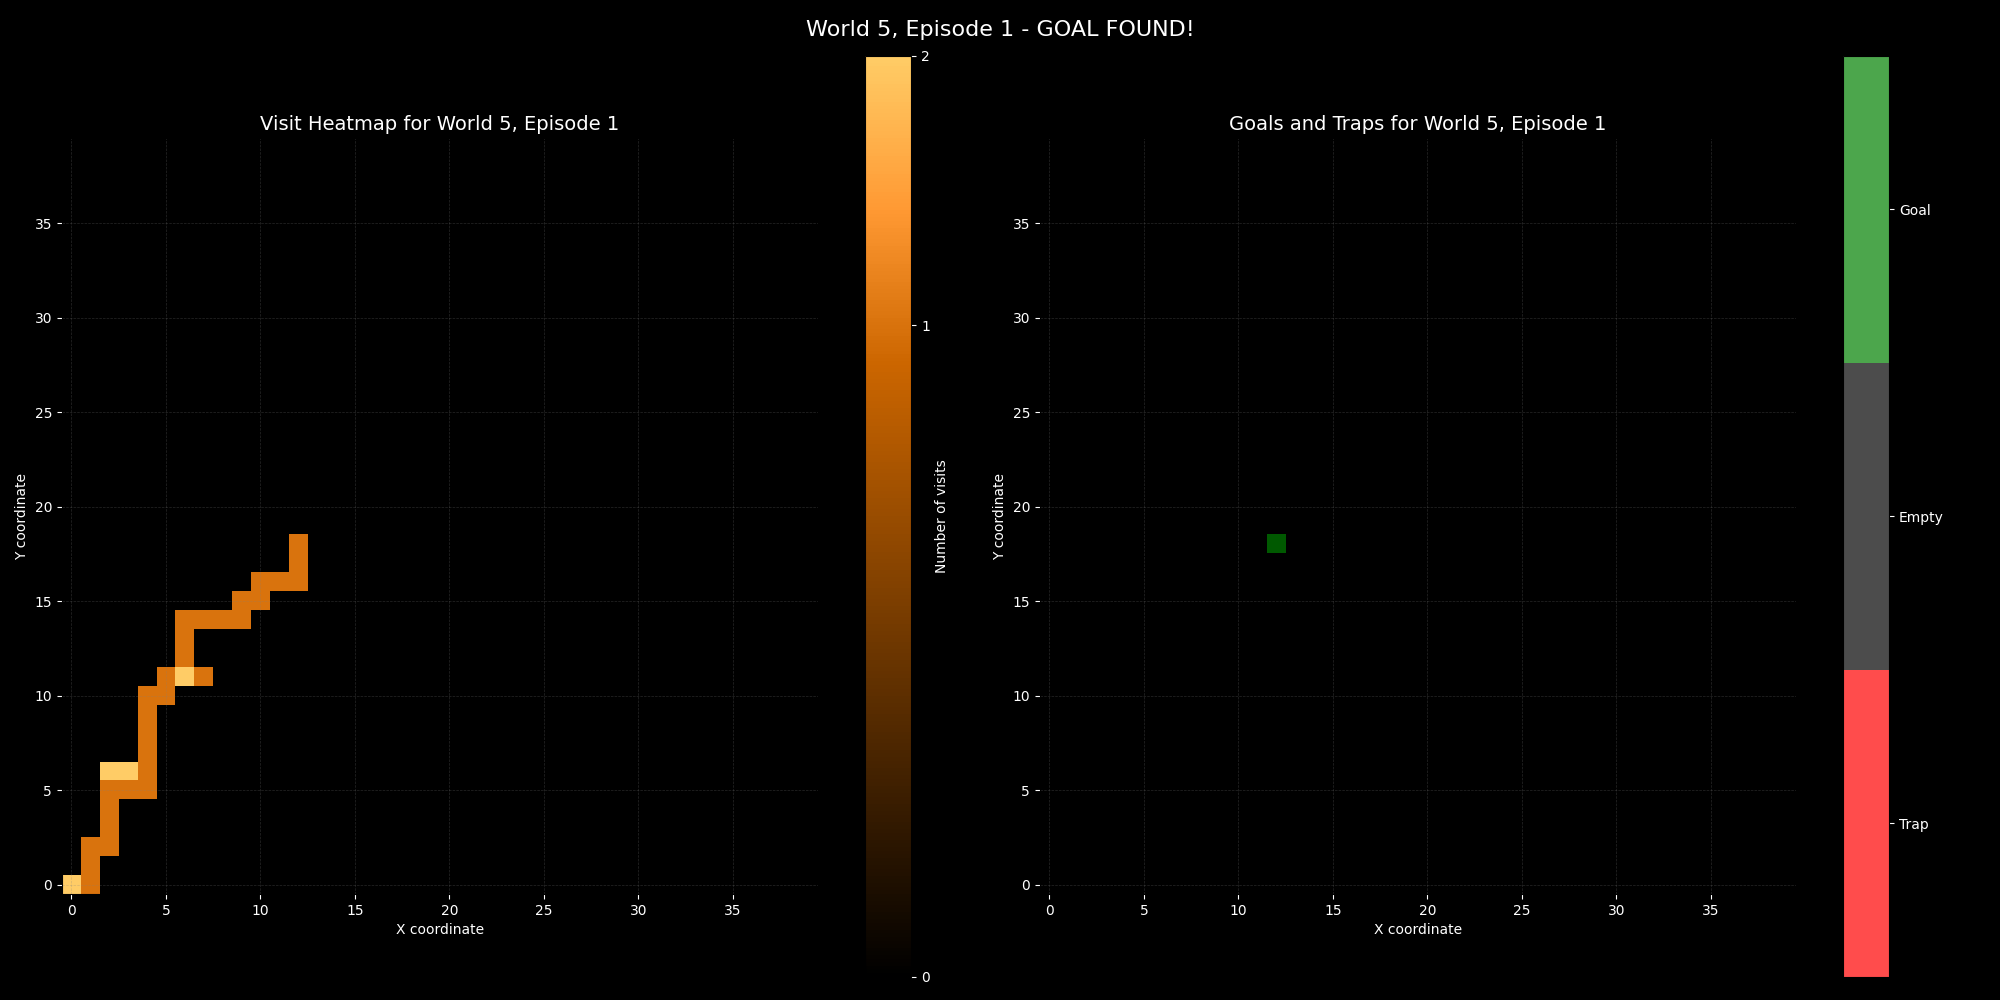 World 5, Episode 1 - GOAL FOUND!
Visit Heatmap for World 5, Episode 1
Y coordinate
35
30
25
20
15
10
5
0
0 5 10 15 20 25 30 35
X coordinate
2
1
0
Number of visits
Goals and Traps for World 5, Episode 1
Y coordinate
35
30
25
20
15
10
5
0
0 5 10 15 20 25 30 35
X coordinate
Goal
Empty
Trap